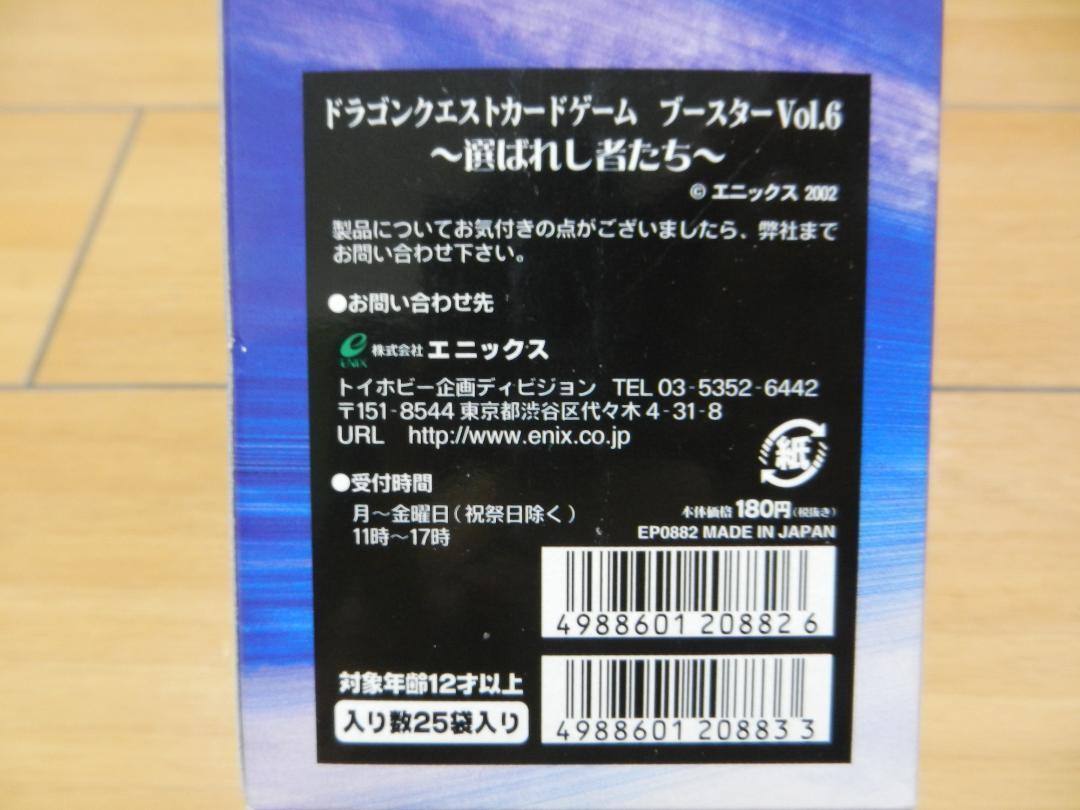 ドラゴンクエストカードゲーム ブースターVol.6
～選ばれし者たち～
© エニックス 2002
製品についてお気付きの点がございましたら、弊社まで
お問い合わせ下さい。
●お問い合わせ先
e ENIX 株式会社 エニックス
トイホビー企画ディビジョン TEL 03-5352-6442
〒151-8544 東京都渋谷区代々木 4-31-8
URL http://www.enix.co.jp
紙
●受付時間
月～金曜日（祝祭日除く）
11時～17時
本体価格 180円（税抜き）
EP0882 MADE IN JAPAN
4988601 208826
対象年齢12才以上
入り数25袋入り
4988601 208833